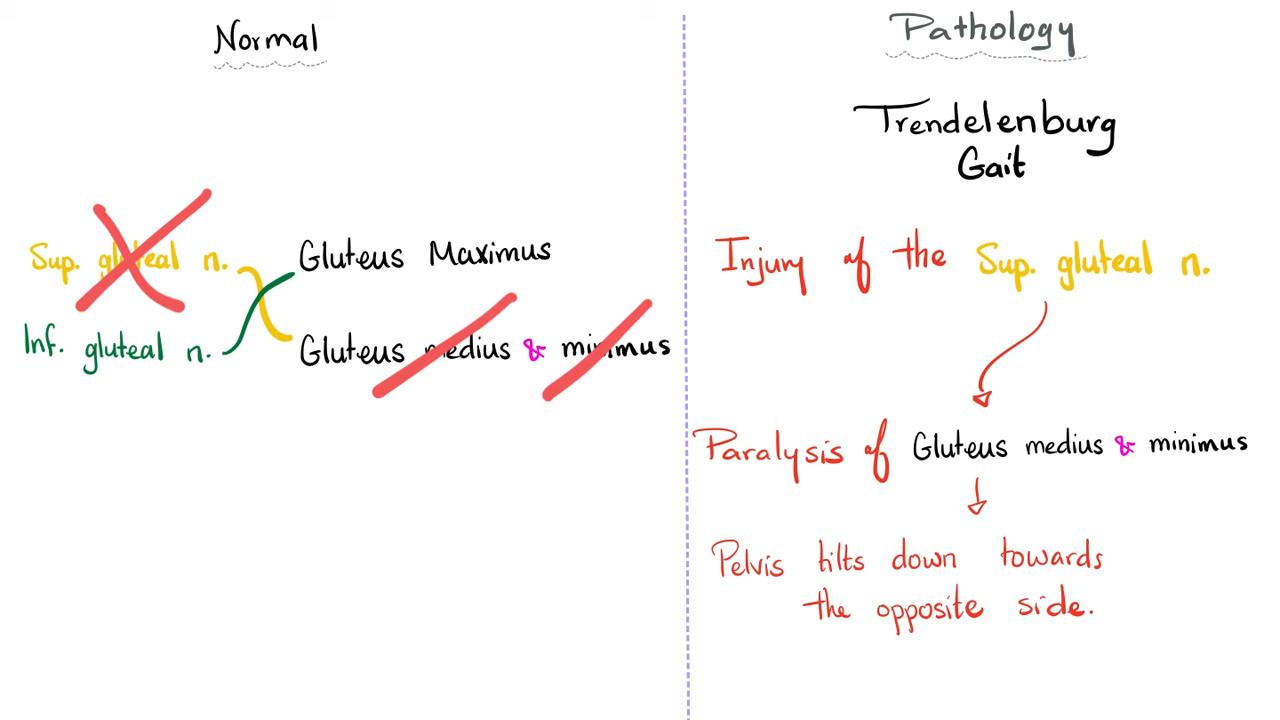 Normal
Sup. gluteal n.
Gluteus Maximus
Inf. gluteal n.
Gluteus medius & minimus
Pathology
Trendelenburg
Gait
Injury of the Sup. gluteal n.
Paralysis of Gluteus medius & minimus
Pelvis tilts down towards
the opposite side.